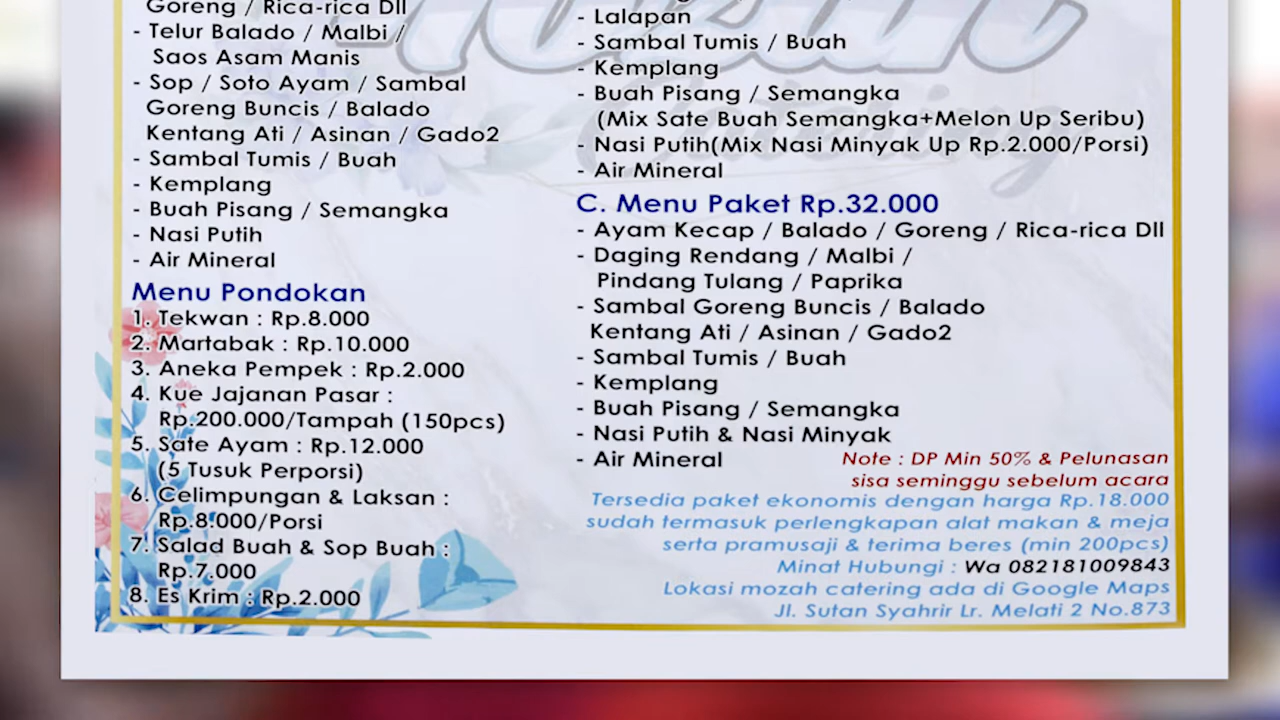 Goreng / Rica-rica Dll
- Telur Balado / Malbi /
Saos Asam Manis
- Sop / Soto Ayam / Sambal
Goreng Buncis / Balado
Kentang Ati / Asinan / Gado2
- Sambal Tumis / Buah
- Kemplang
- Buah Pisang / Semangka
- Nasi Putih
- Air Mineral
Menu Pondokan
1. Tekwan : Rp.8.000
2. Martabak : Rp.10.000
3. Aneka Pempek : Rp.2.000
4. Kue Jajanan Pasar :
Rp.200.000/Tampah (150pcs)
5. Sate Ayam : Rp.12.000
(5 Tusuk Perporsi)
6. Celimpungan & Laksan :
Rp.8.000/Porsi
7. Salad Buah & Sop Buah :
Rp.7.000
8. Es Krim : Rp.2.000
- Lalapan
- Sambal Tumis / Buah
- Kemplang
- Buah Pisang / Semangka
(Mix Sate Buah Semangka+Melon Up Seribu)
- Nasi Putih(Mix Nasi Minyak Up Rp.2.000/Porsi)
- Air Mineral
C. Menu Paket Rp.32.000
- Ayam Kecap / Balado / Goreng / Rica-rica Dll
- Daging Rendang / Malbi /
Pindang Tulang / Paprika
- Sambal Goreng Buncis / Balado
Kentang Ati / Asinan / Gado2
- Sambal Tumis / Buah
- Kemplang
- Buah Pisang / Semangka
- Nasi Putih & Nasi Minyak
- Air Mineral
Note : DP Min 50% & Pelunasan
sisa seminggu sebelum acara
Tersedia paket ekonomis dengan harga Rp.18.000
sudah termasuk perlengkapan alat makan & meja
serta pramusaji & terima beres (min 200pcs)
Minat Hubungi : Wa 082181009843
Lokasi mozah catering ada di Google Maps
Jl. Sutan Syahrir Lr. Melati 2 No.873